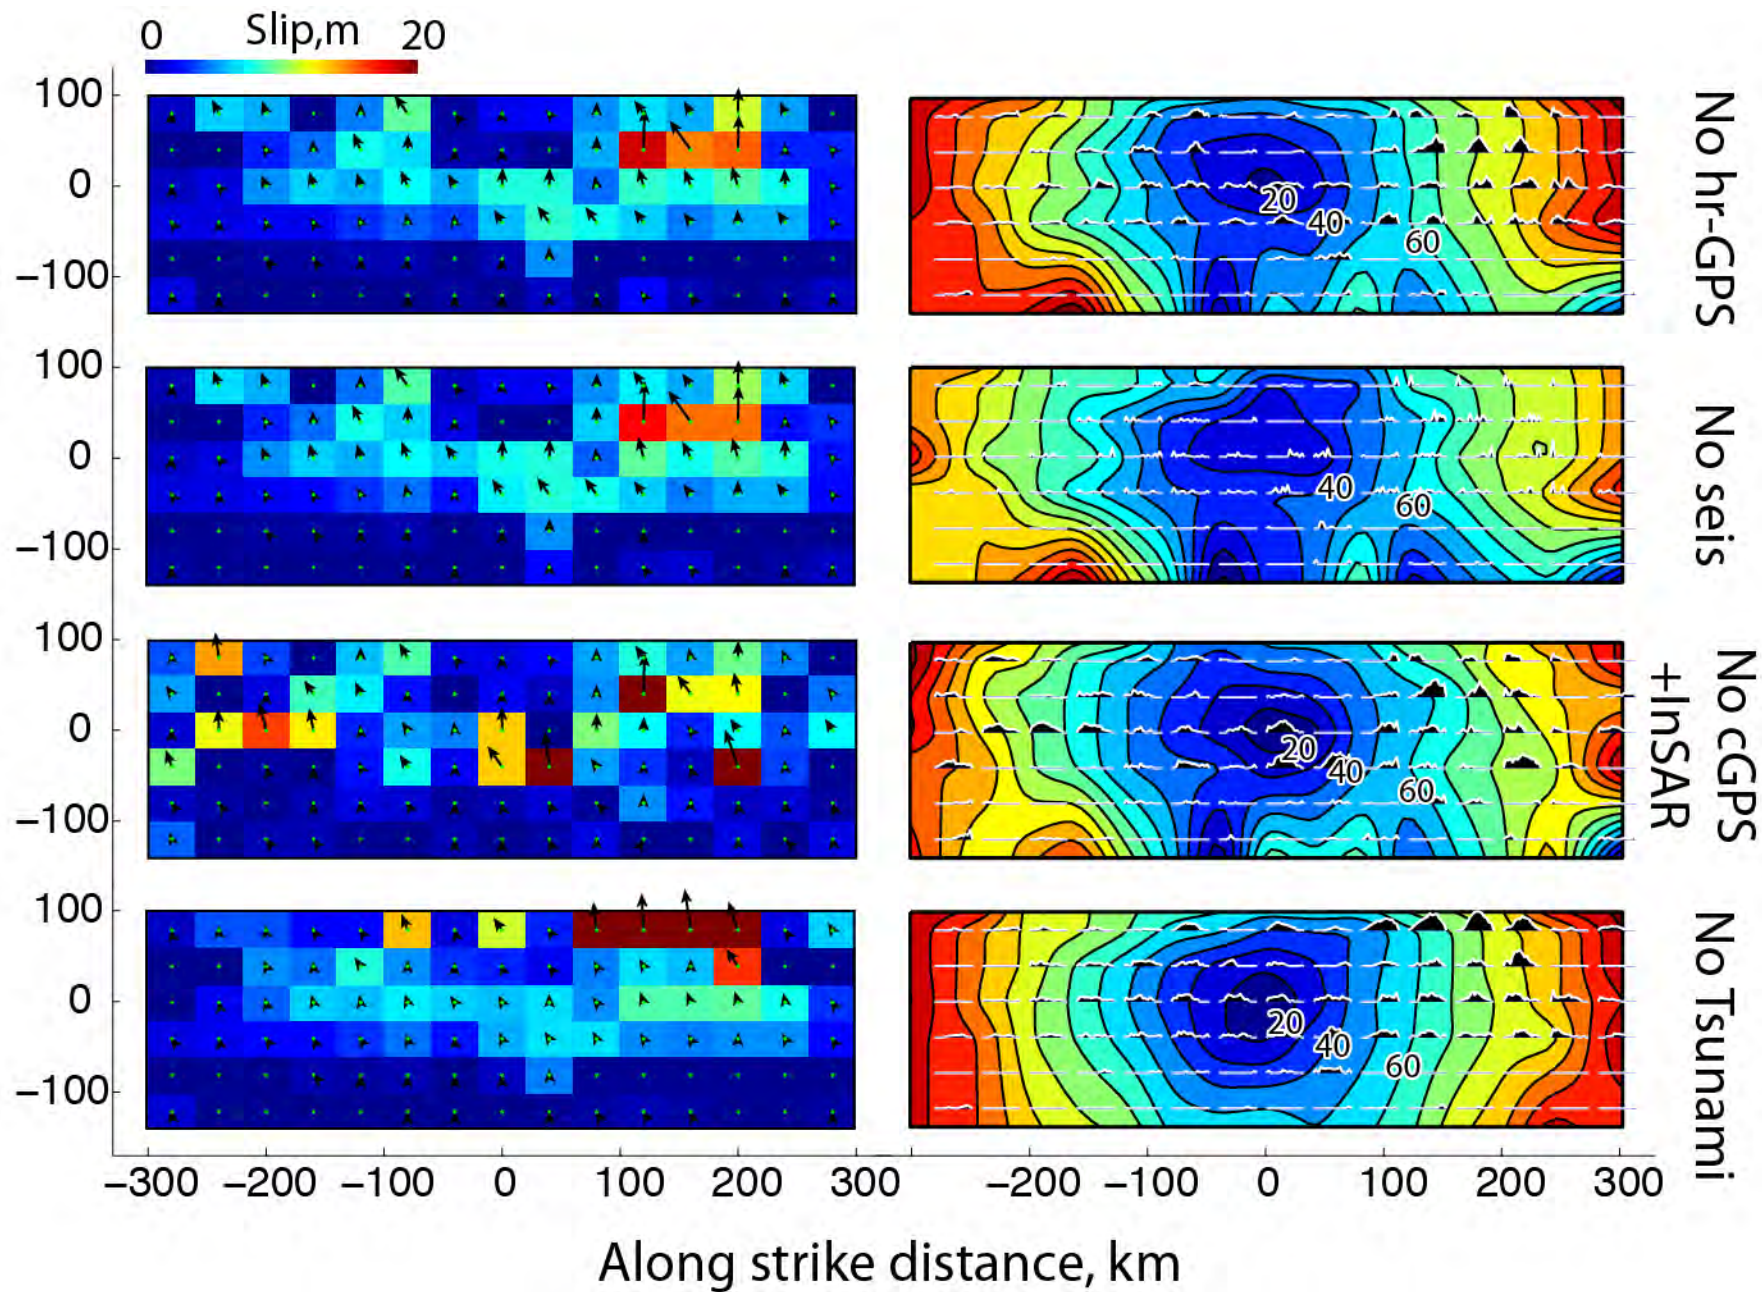 0 Slip,m 20
100
0
−100
20
40
60
No hr-GPS
100
0
−100
40
60
No seis
100
0
−100
20
40
60
No cGPS
+InSAR
100
0
−100
20
40
60
No Tsunami
−300 −200 −100 0 100 200 300
−200 −100 0 100 200 300
Along strike distance, km